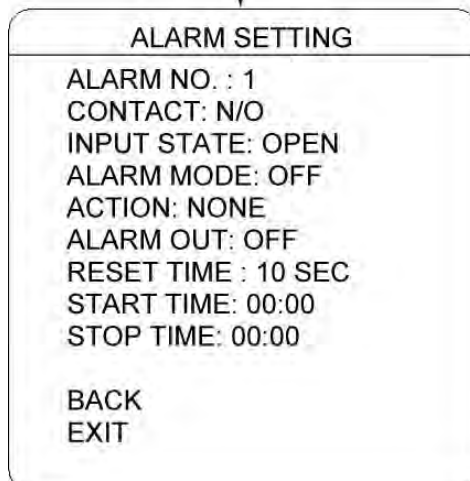 ALARM SETTING
ALARM NO. : 1
CONTACT: N/O
INPUT STATE: OPEN
ALARM MODE: OFF
ACTION: NONE
ALARM OUT: OFF
RESET TIME : 10 SEC
START TIME: 00:00
STOP TIME: 00:00
BACK
EXIT